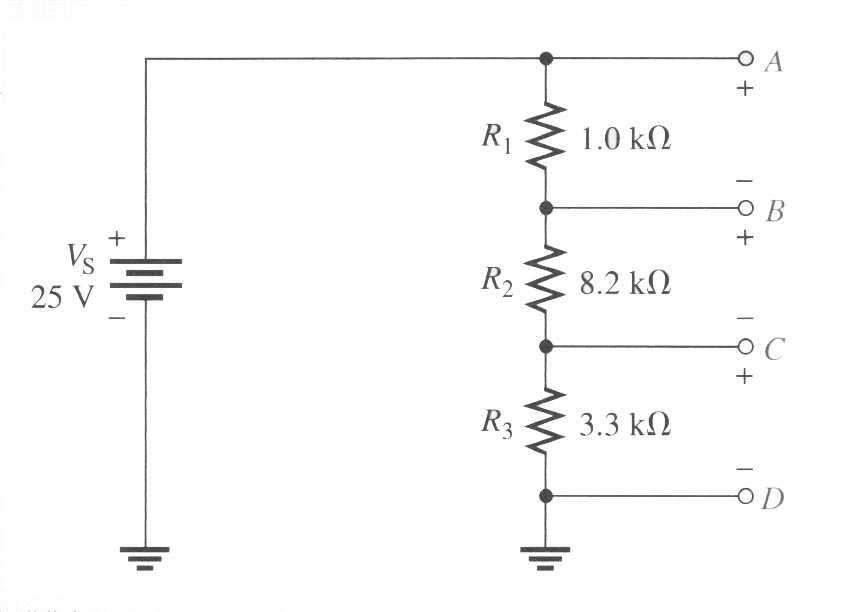 A
+
R1 1.0 kΩ
−
B
+
+
VS
25 V
−
R2 8.2 kΩ
−
C
+
R3 3.3 kΩ
−
D